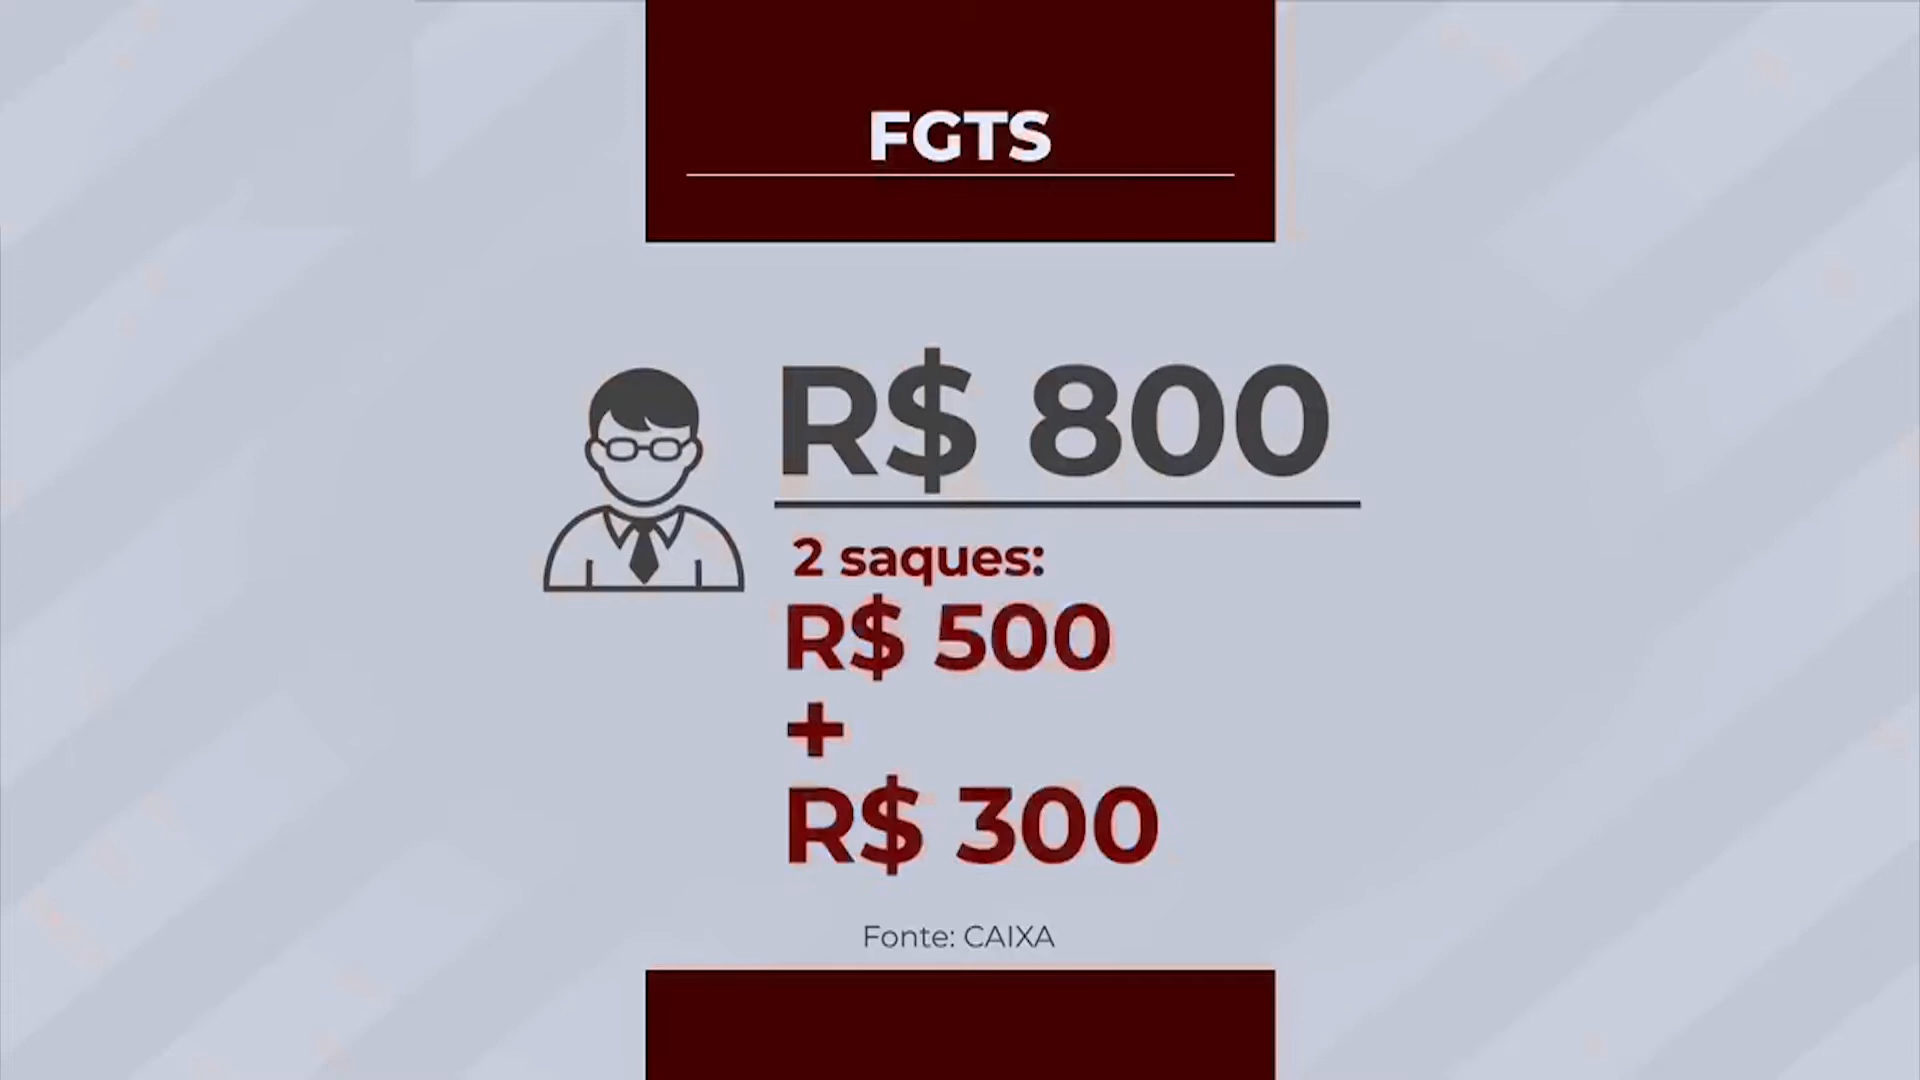 FGTS
R$ 800
2 saques:
R$ 500
+
R$ 300
Fonte: CAIXA